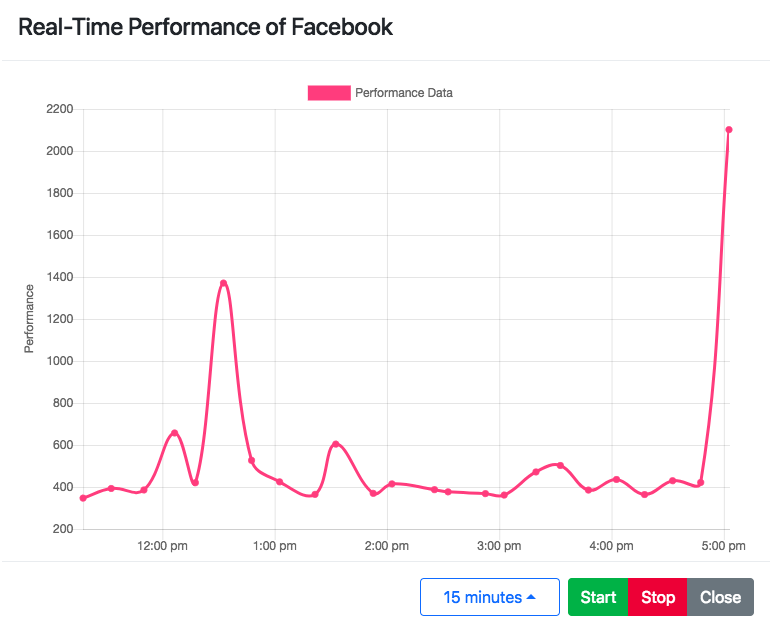 Real-Time Performance of Facebook
Performance Data
2200
2000
1800
1600
1400
1200
1000
800
600
400
200
Performance
12:00 pm 1:00 pm 2:00 pm 3:00 pm 4:00 pm 5:00 pm
15 minutes Start Stop Close